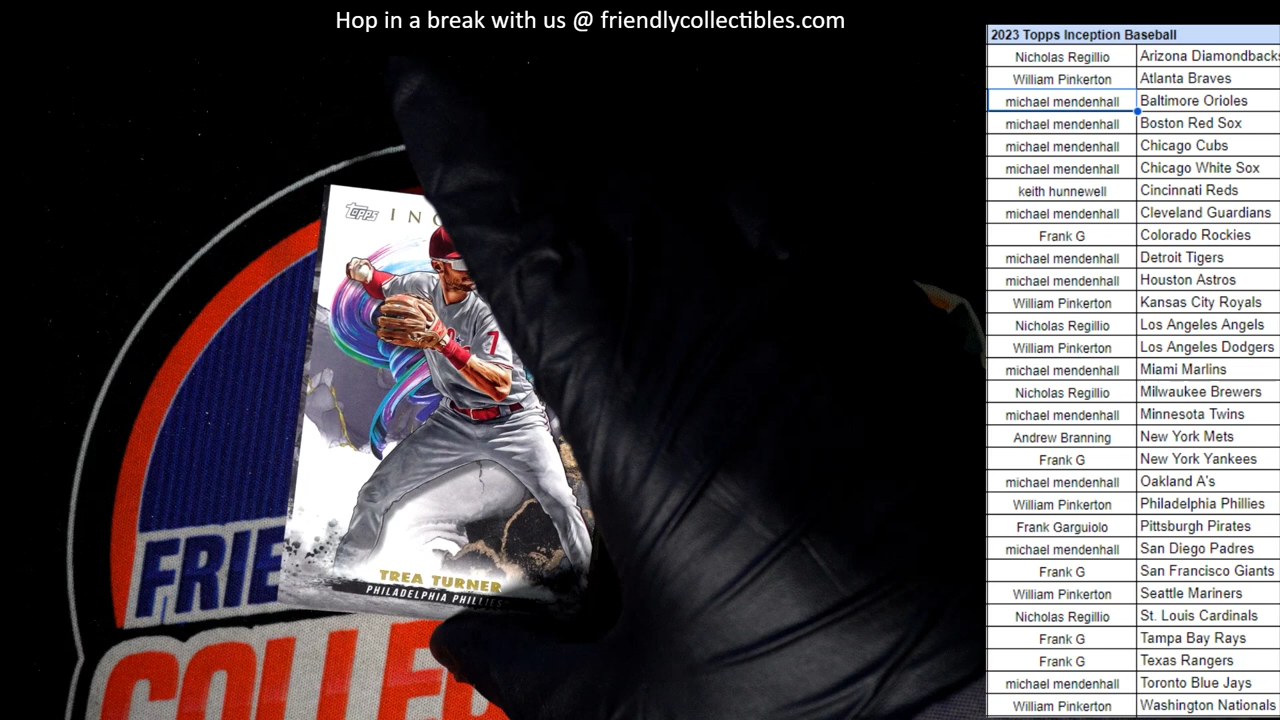 Hop in a break with us @ friendlycollectibles.com
2023 Topps Inception Baseball
Nicholas Regillio Arizona Diamondbacks
William Pinkerton Atlanta Braves
michael mendenhall Baltimore Orioles
michael mendenhall Boston Red Sox
michael mendenhall Chicago Cubs
michael mendenhall Chicago White Sox
keith hunnewell Cincinnati Reds
michael mendenhall Cleveland Guardians
Frank G Colorado Rockies
michael mendenhall Detroit Tigers
michael mendenhall Houston Astros
William Pinkerton Kansas City Royals
Nicholas Regillio Los Angeles Angels
William Pinkerton Los Angeles Dodgers
michael mendenhall Miami Marlins
Nicholas Regillio Milwaukee Brewers
michael mendenhall Minnesota Twins
Andrew Branning New York Mets
Frank G New York Yankees
michael mendenhall Oakland A's
William Pinkerton Philadelphia Phillies
Frank Garguiolo Pittsburgh Pirates
michael mendenhall San Diego Padres
Frank G San Francisco Giants
William Pinkerton Seattle Mariners
Nicholas Regillio St. Louis Cardinals
Frank G Tampa Bay Rays
Frank G Texas Rangers
michael mendenhall Toronto Blue Jays
William Pinkerton Washington Nationals
Topps INC
7
TREA TURNER
PHILADELPHIA PHILLIES
FRIE
COLLE